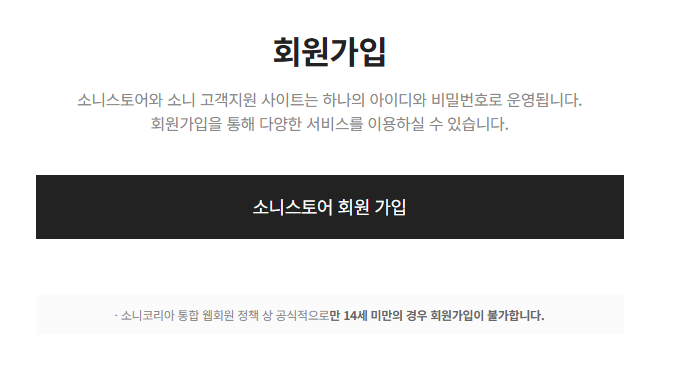 회원가입
소니스토어와 소니 고객지원 사이트는 하나의 아이디와 비밀번호로 운영됩니다.
회원가입을 통해 다양한 서비스를 이용하실 수 있습니다.
소니스토어 회원 가입
· 소니코리아 통합 웹회원 정책 상 공식적으로만 14세 미만의 경우 회원가입이 불가합니다.